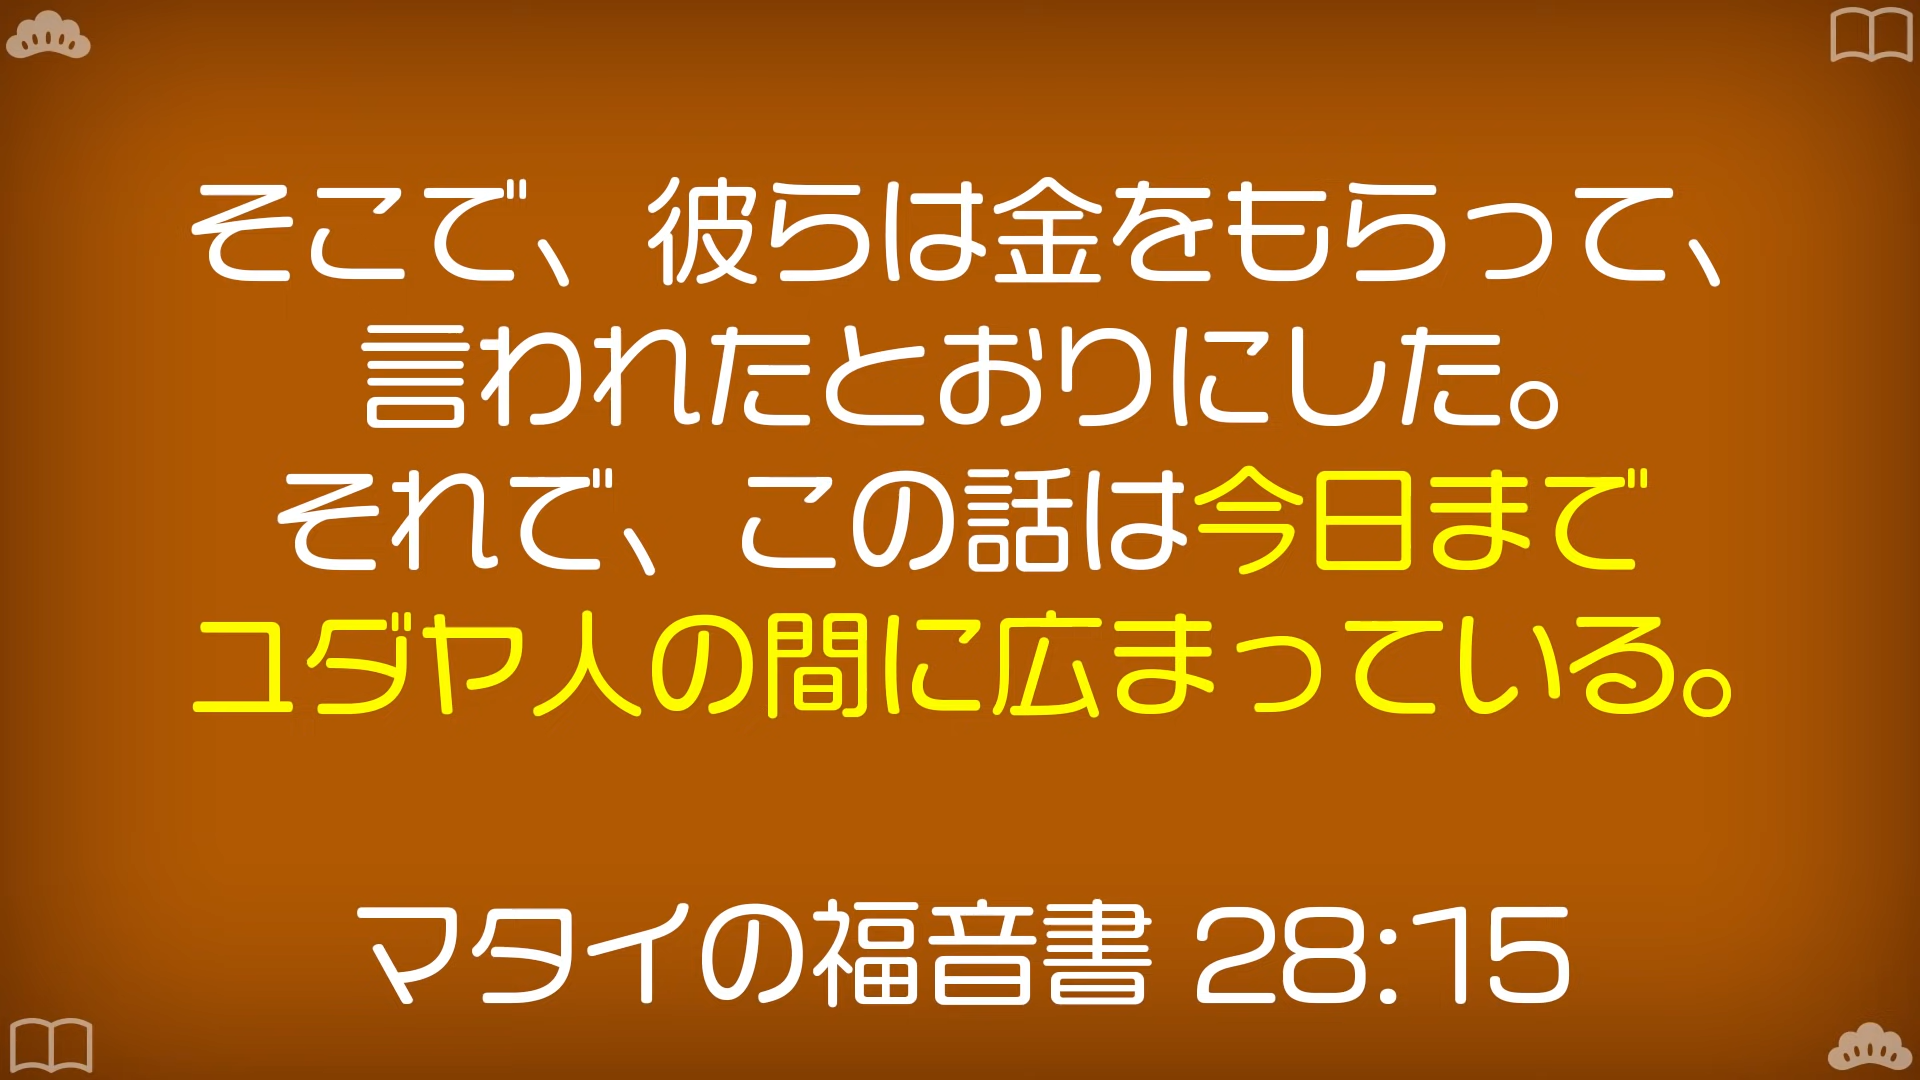 そこで、彼らは金をもらって、
言われたとおりにした。
それで、この話は今日まで
ユダヤ人の間に広まっている。
マタイの福音書 28:15